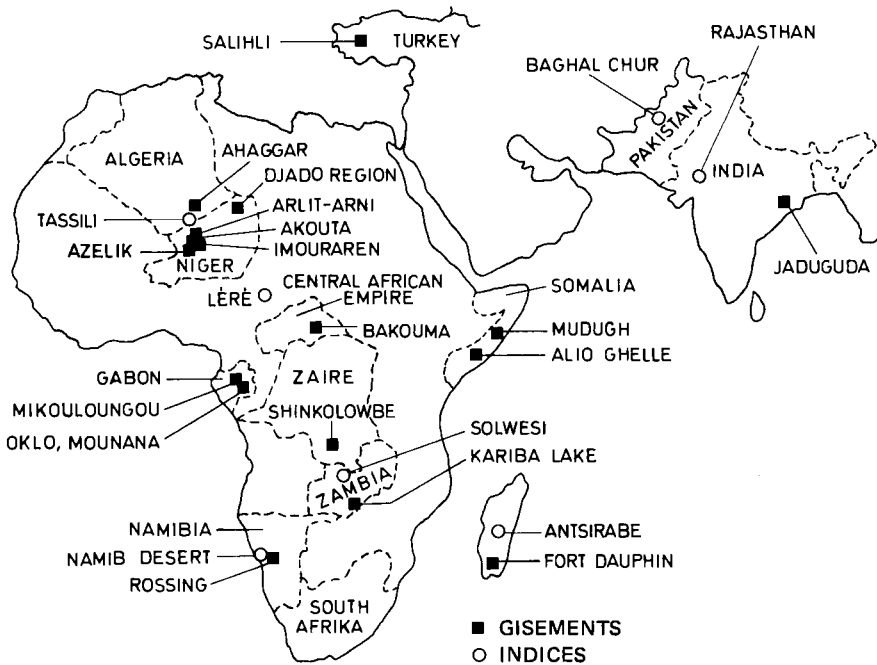 SALIHLI
TURKEY
RAJASTHAN
BAGHAL CHUR
PAKISTAN
INDIA
ALGERIA
AHAGGAR
DJADO REGION
TASSILI
ARLIT-ARNI
AKOUTA
AZELIK
IMOURAREN
NIGER
JADUGUDA
CENTRAL AFRICAN
EMPIRE
LÈRÈ
SOMALIA
BAKOUMA
MUDUGH
ALIO GHELLE
GABON
ZAIRE
MIKOULOUNGOU
SHINKOLOWBE
OKLO, MOUNANA
SOLWESI
KARIBA LAKE
ZAMBIA
NAMIBIA
ANTSIRABE
NAMIB DESERT
FORT DAUPHIN
ROSSING
SOUTH
AFRIKA
■ GISEMENTS
○ INDICES